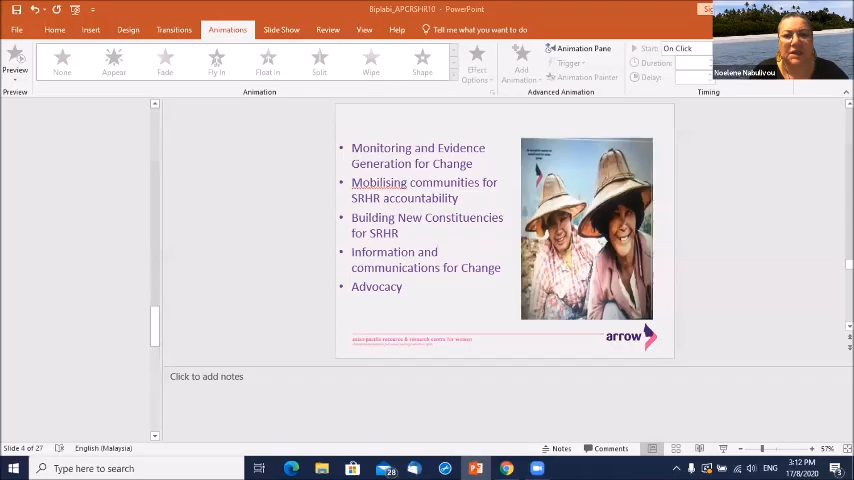 Biplabi_APCRSHR10 - PowerPoint
File
Home
Insert
Design
Transitions
Animations
Slide Show
Review
View
Help
Tell me what you want to do
Preview
None
Appear
Fade
Fly In
Float In
Split
Wipe
Shape
Effect
Options
Add
Animation
Animation Pane
Trigger
Animation Painter
Start: On Click
Duration:
Delay:
Noelene Nabulivou
Preview
Animation
Advanced Animation
Timing
• Monitoring and Evidence
Generation for Change
• Mobilising communities for
SRHR accountability
• Building New Constituencies
for SRHR
• Information and
communications for Change
• Advocacy
asian-pacific resource & research centre for women
arrow
Click to add notes
Slide 4 of 27
English (Malaysia)
Notes
Comments
57%
Type here to search
28
ENG
3:12 PM
17/8/2020
3